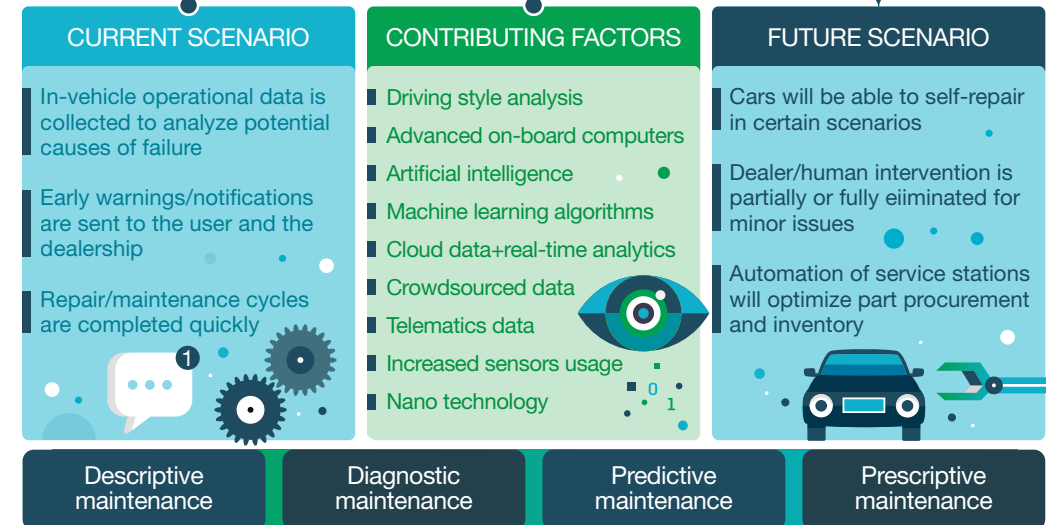 CURRENT SCENARIO
In-vehicle operational data is
collected to analyze potential
causes of failure
Early warnings/notifications
are sent to the user and the
dealership
Repair/maintenance cycles
are completed quickly
1
CONTRIBUTING FACTORS
Driving style analysis
Advanced on-board computers
Artificial intelligence
Machine learning algorithms
Cloud data+real-time analytics
Crowdsourced data
Telematics data
Increased sensors usage
Nano technology
0
1
FUTURE SCENARIO
Cars will be able to self-repair
in certain scenarios
Dealer/human intervention is
partially or fully eiiminated for
minor issues
Automation of service stations
will optimize part procurement
and inventory
Descriptive
maintenance
Diagnostic
maintenance
Predictive
maintenance
Prescriptive
maintenance